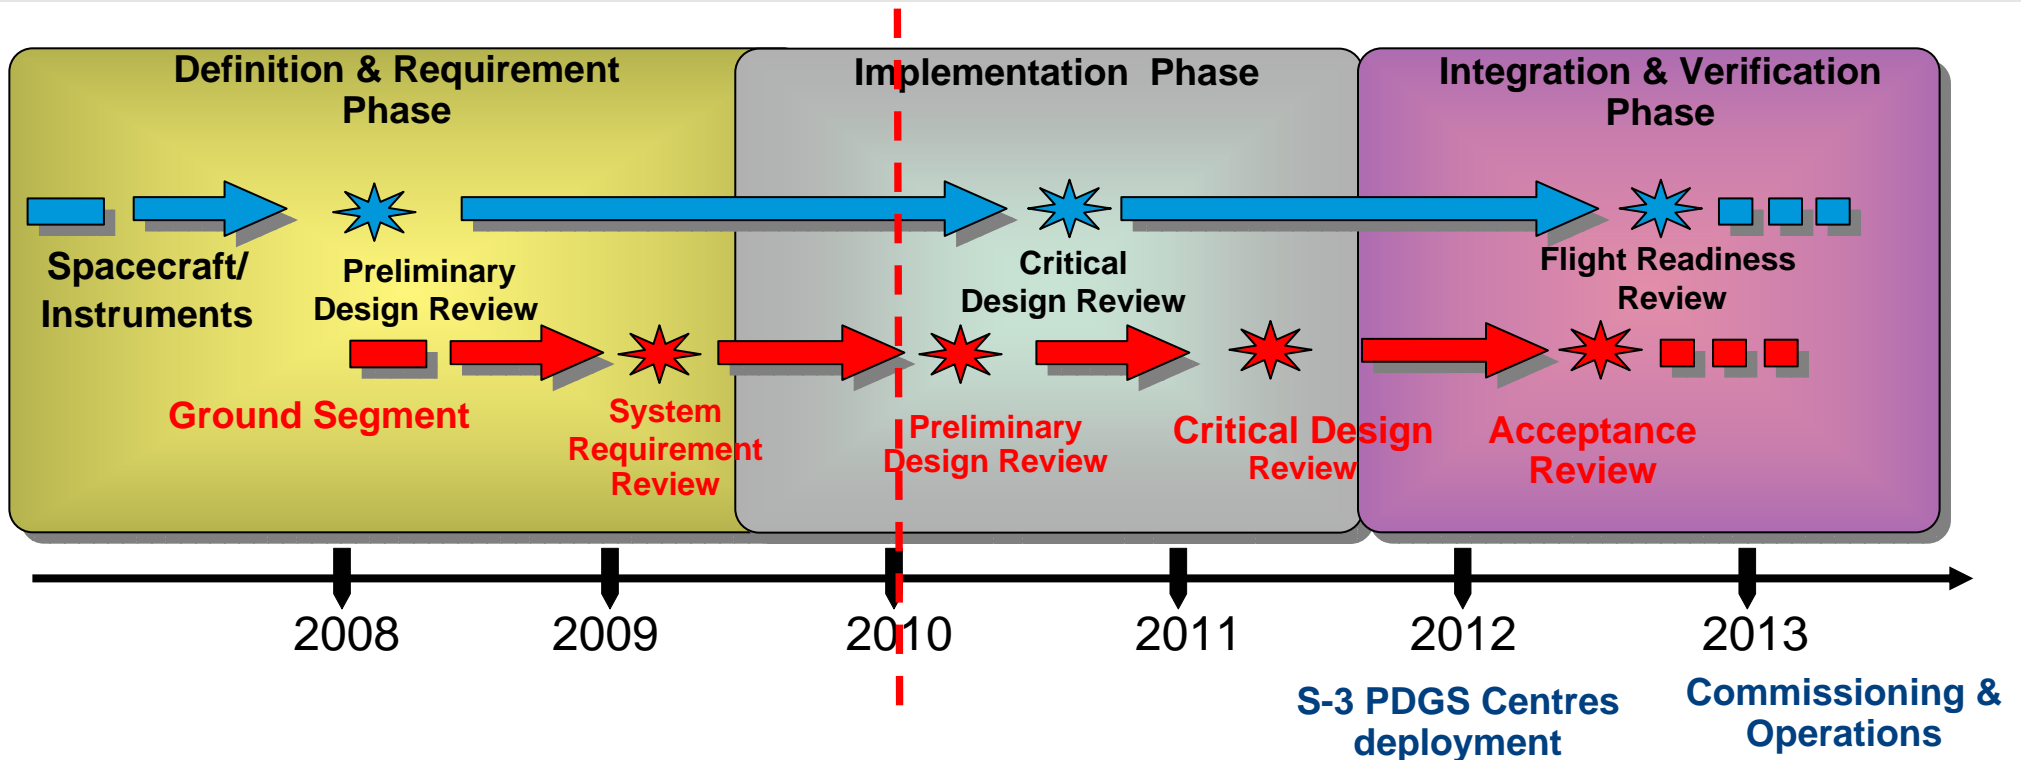 Definition & Requirement
Phase
Implementation Phase
Integration & Verification
Phase
Spacecraft/
Instruments
Preliminary
Design Review
Critical
Design Review
Flight Readiness
Review
Ground Segment
System
Requirement
Review
Preliminary
Design Review
Critical Design
Review
Acceptance
Review
2008
2009
2010
2011
2012
2013
S-3 PDGS Centres
deployment
Commissioning &
Operations